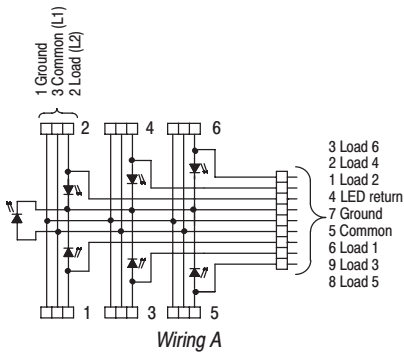 1 Ground
3 Common (L1)
2 Load (L2)
2 4 6
3 Load 6
2 Load 4
1 Load 2
4 LED return
7 Ground
5 Common
6 Load 1
9 Load 3
8 Load 5
1 3 5
Wiring A